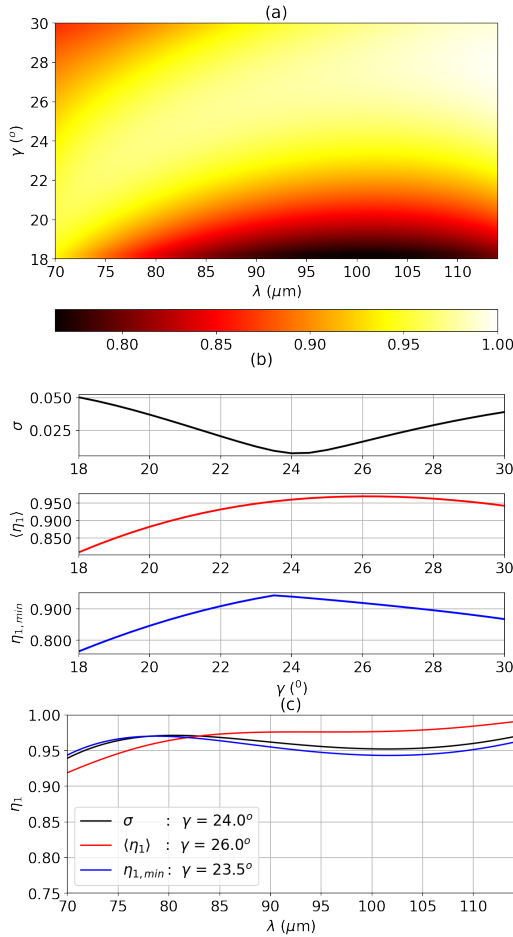 (a)
30
28
26
24
22
20
18
γ (°)
70 75 80 85 90 95 100 105 110
λ (μm)
0.80 0.85 0.90 0.95 1.00
(b)
0.050
0.025
σ
18 20 22 24 26 28 30
0.950
0.900
0.850
⟨η₁⟩
18 20 22 24 26 28 30
0.900
0.800
η₁,min
18 20 22 24 26 28 30
γ (⁰)
(c)
1.00
0.95
0.90
0.85
0.80
0.75
η₁
σ : γ = 24.0°
⟨η₁⟩ : γ = 26.0°
η₁,min : γ = 23.5°
70 75 80 85 90 95 100 105 110
λ (μm)